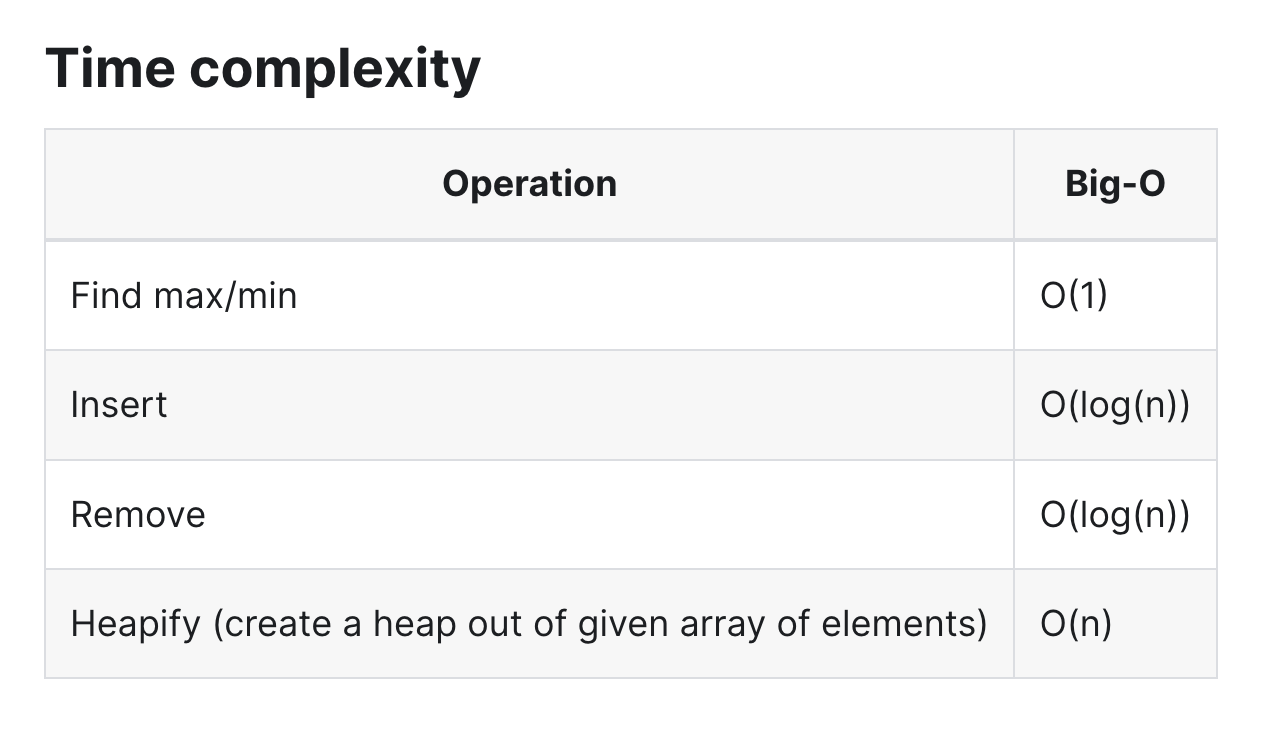 Time complexity
Operation Big-O
Find max/min O(1)
Insert O(log(n))
Remove O(log(n))
Heapify (create a heap out of given array of elements) O(n)